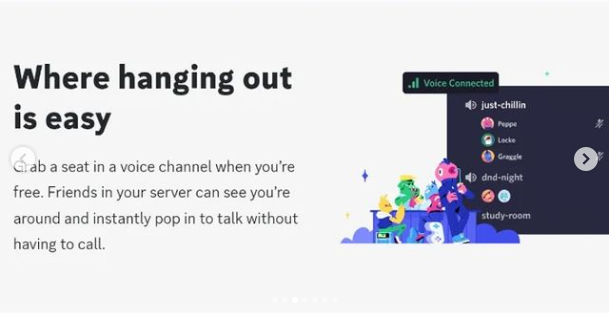 Where hanging out
is easy
Grab a seat in a voice channel when you're
free. Friends in your server can see you're
around and instantly pop in to talk without
having to call.
Voice Connected
just-chillin
Peppe
Locke
Graggle
dnd-night
study-room